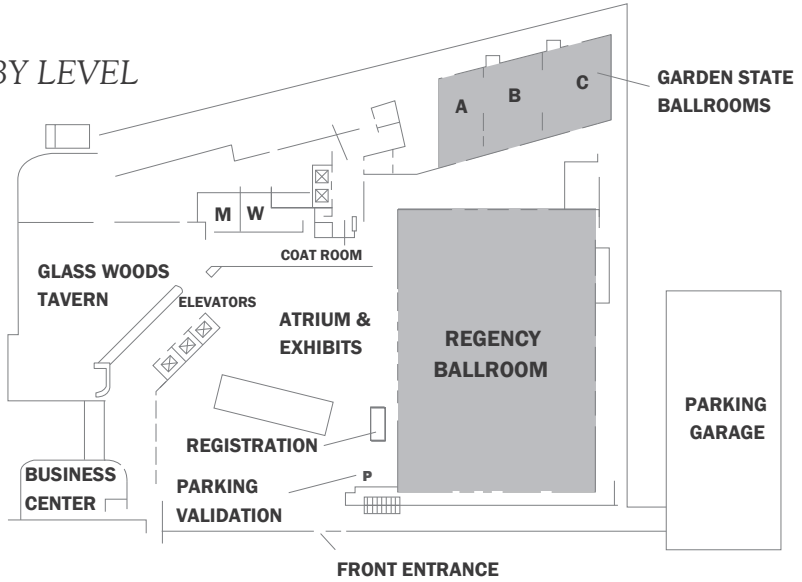 BY LEVEL
A
B
C
GARDEN STATE
BALLROOMS
M
W
COAT ROOM
GLASS WOODS
TAVERN
ELEVATORS
ATRIUM &
EXHIBITS
REGENCY
BALLROOM
PARKING
GARAGE
REGISTRATION
BUSINESS
CENTER
P
PARKING
VALIDATION
FRONT ENTRANCE